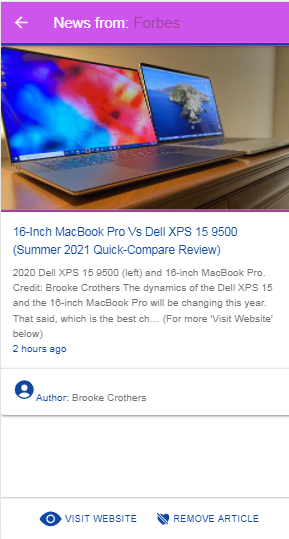 News from: Forbes
16-Inch MacBook Pro Vs Dell XPS 15 9500
(Summer 2021 Quick-Compare Review)
2020 Dell XPS 15 9500 (left) and 16-inch MacBook Pro.
Credit: Brooke Crothers The dynamics of the Dell XPS 15
and the 16-inch MacBook Pro will be changing this year.
That said, which is the best ch... (For more 'Visit Website'
below)
2 hours ago
Author: Brooke Crothers
VISIT WEBSITE REMOVE ARTICLE